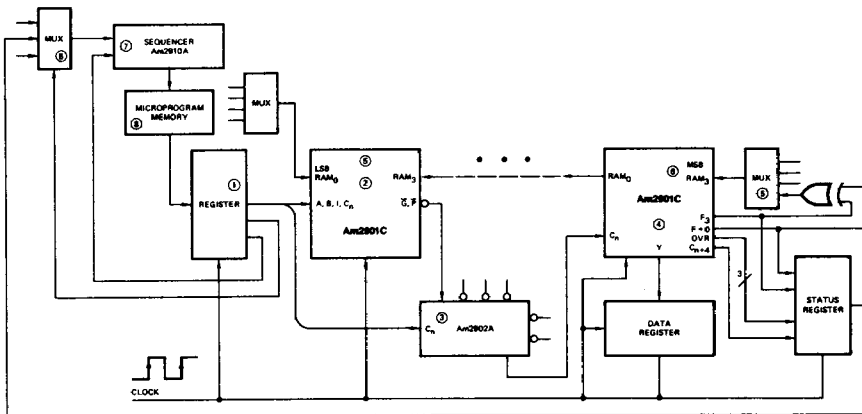 MUX
6
7
SEQUENCER
Am2910A
8
MICROPROGRAM
MEMORY
MUX
1
REGISTER
5
LSB
RAM0
2
A, B, I, Cn
G, P
Am2901C
RAM3
• • •
6
MSB
RAM0
RAM3
Am2901C
4
Cn
Y
F3
F = 0
OVR
Cn+4
MUX
5
3
3
Cn
Am2902A
DATA
REGISTER
STATUS
REGISTER
CLOCK